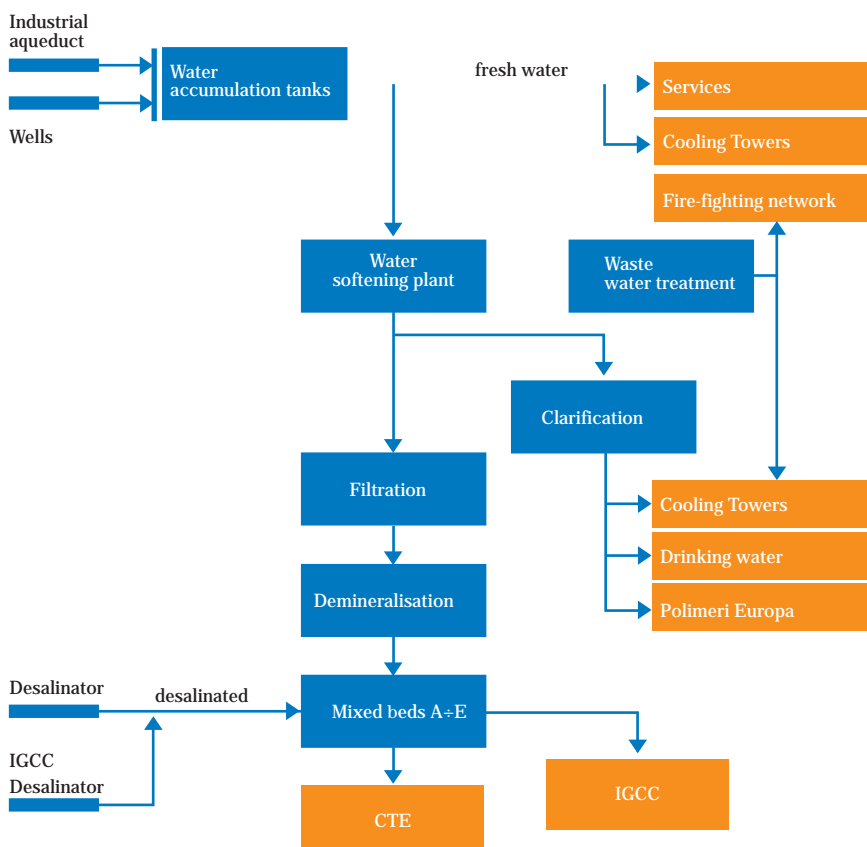 Industrial
aqueduct
Water
accumulation tanks
Wells
fresh water
Services
Cooling Towers
Fire-fighting network
Water
softening plant
Waste
water treatment
Clarification
Filtration
Cooling Towers
Drinking water
Demineralisation
Polimeri Europa
Desalinator
desalinated
Mixed beds A÷E
IGCC
Desalinator
IGCC
CTE